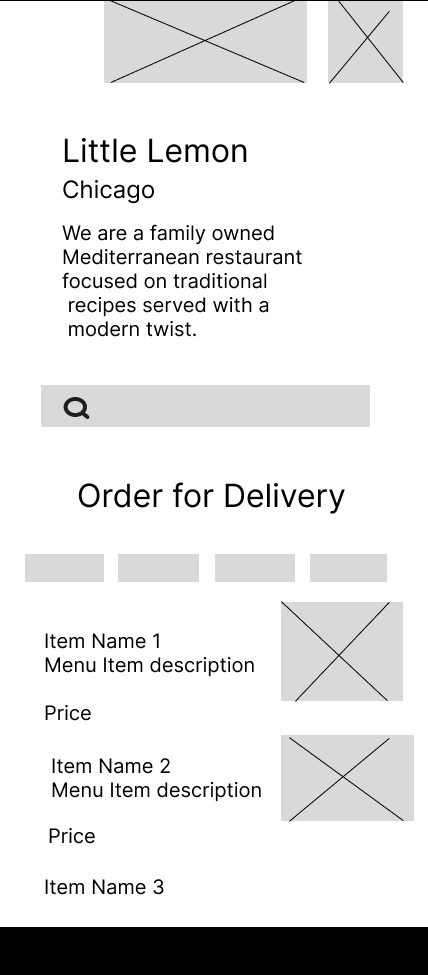 Little Lemon
Chicago
We are a family owned
Mediterranean restaurant
focused on traditional
recipes served with a
modern twist.
Order for Delivery
Item Name 1
Menu Item description
Price
Item Name 2
Menu Item description
Price
Item Name 3